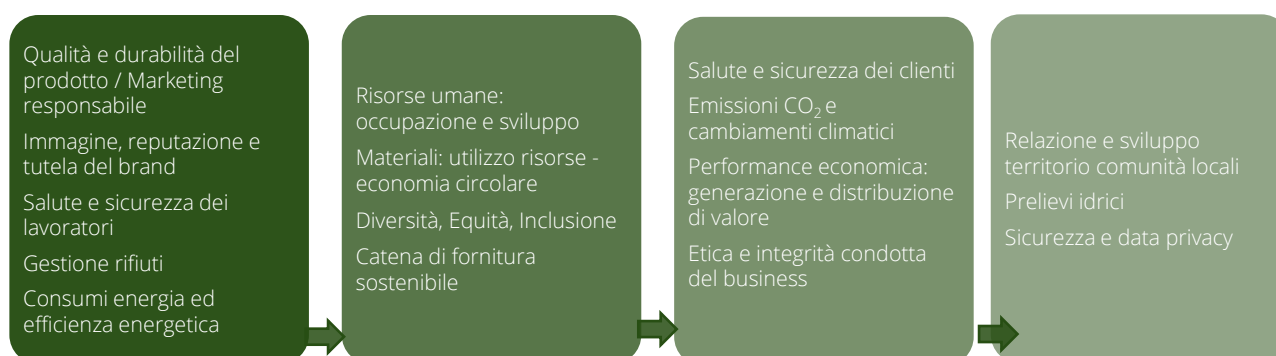 Qualità e durabilità del
prodotto / Marketing
responsabile
Immagine, reputazione e
tutela del brand
Salute e sicurezza dei
lavoratori
Gestione rifiuti
Consumi energia ed
efficienza energetica
Risorse umane:
occupazione e sviluppo
Materiali: utilizzo risorse -
economia circolare
Diversità, Equità, Inclusione
Catena di fornitura
sostenibile
Salute e sicurezza dei clienti
Emissioni CO₂ e
cambiamenti climatici
Performance economica:
generazione e distribuzione
di valore
Etica e integrità condotta
del business
Relazione e sviluppo
territorio comunità locali
Prelievi idrici
Sicurezza e data privacy